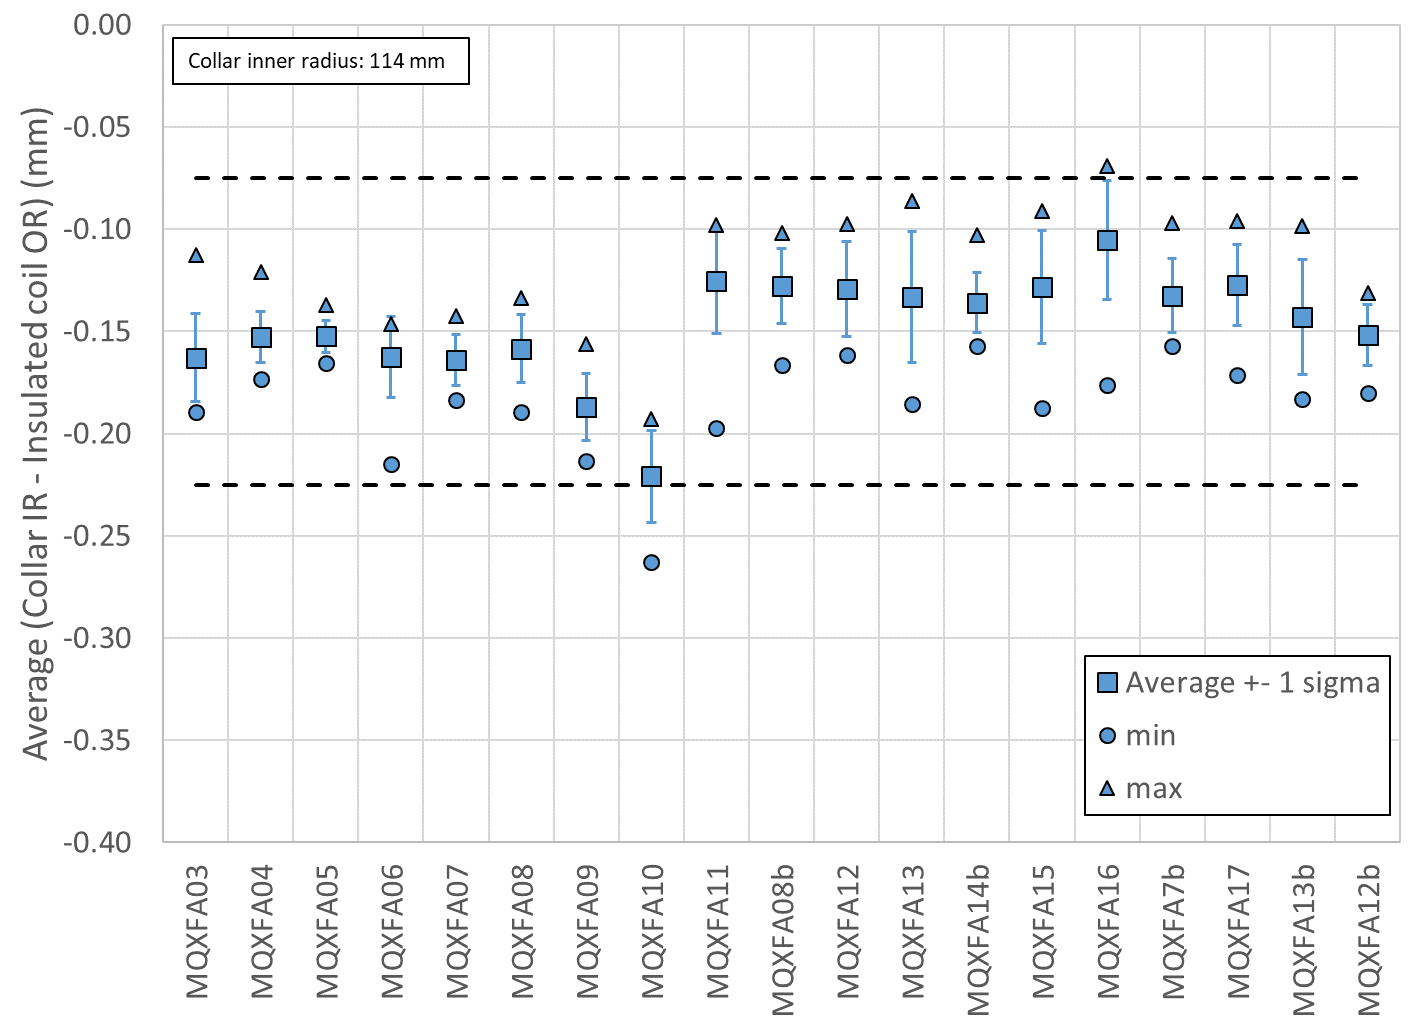 0.00
-0.05
-0.10
-0.15
-0.20
-0.25
-0.30
-0.35
-0.40
Average (Collar IR - Insulated coil OR) (mm)
Collar inner radius: 114 mm
Average +- 1 sigma
min
max
MQXFA03
MQXFA04
MQXFA05
MQXFA06
MQXFA07
MQXFA08
MQXFA09
MQXFA10
MQXFA11
MQXFA08b
MQXFA12
MQXFA13
MQXFA14b
MQXFA15
MQXFA16
MQXFA7b
MQXFA17
MQXFA13b
MQXFA12b